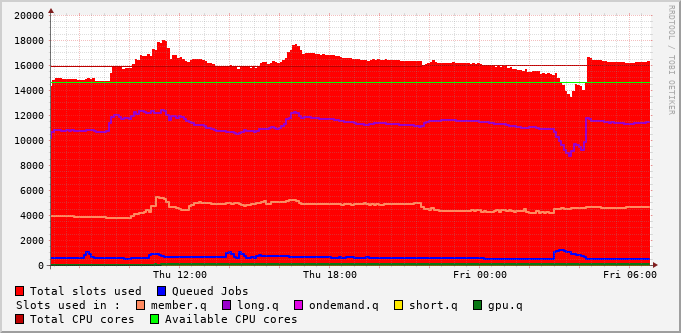 20000
18000
16000
14000
12000
10000
8000
6000
4000
2000
0
Thu 12:00 Thu 18:00 Fri 00:00 Fri 06:00
RRDTOOL / TOBI OETIKER
Total slots used Queued Jobs
Slots used in : member.q long.q ondemand.q short.q gpu.q
Total CPU cores Available CPU cores